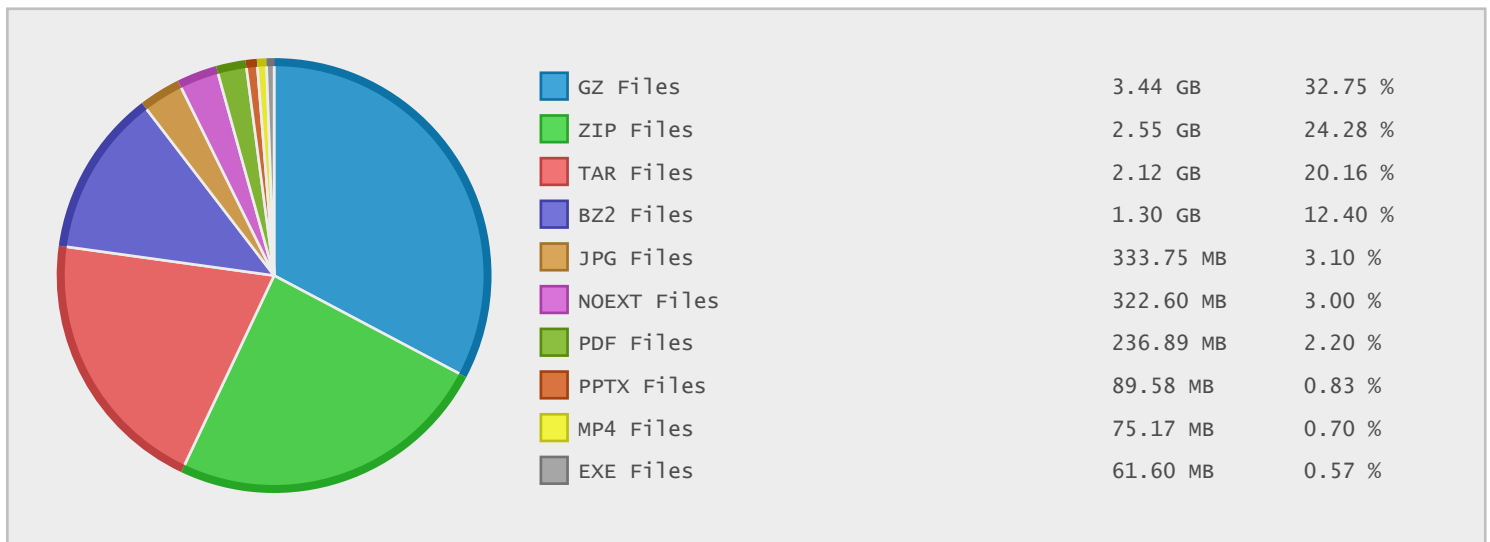 GZ Files 3.44 GB 32.75 %
ZIP Files 2.55 GB 24.28 %
TAR Files 2.12 GB 20.16 %
BZ2 Files 1.30 GB 12.40 %
JPG Files 333.75 MB 3.10 %
NOEXT Files 322.60 MB 3.00 %
PDF Files 236.89 MB 2.20 %
PPTX Files 89.58 MB 0.83 %
MP4 Files 75.17 MB 0.70 %
EXE Files 61.60 MB 0.57 %